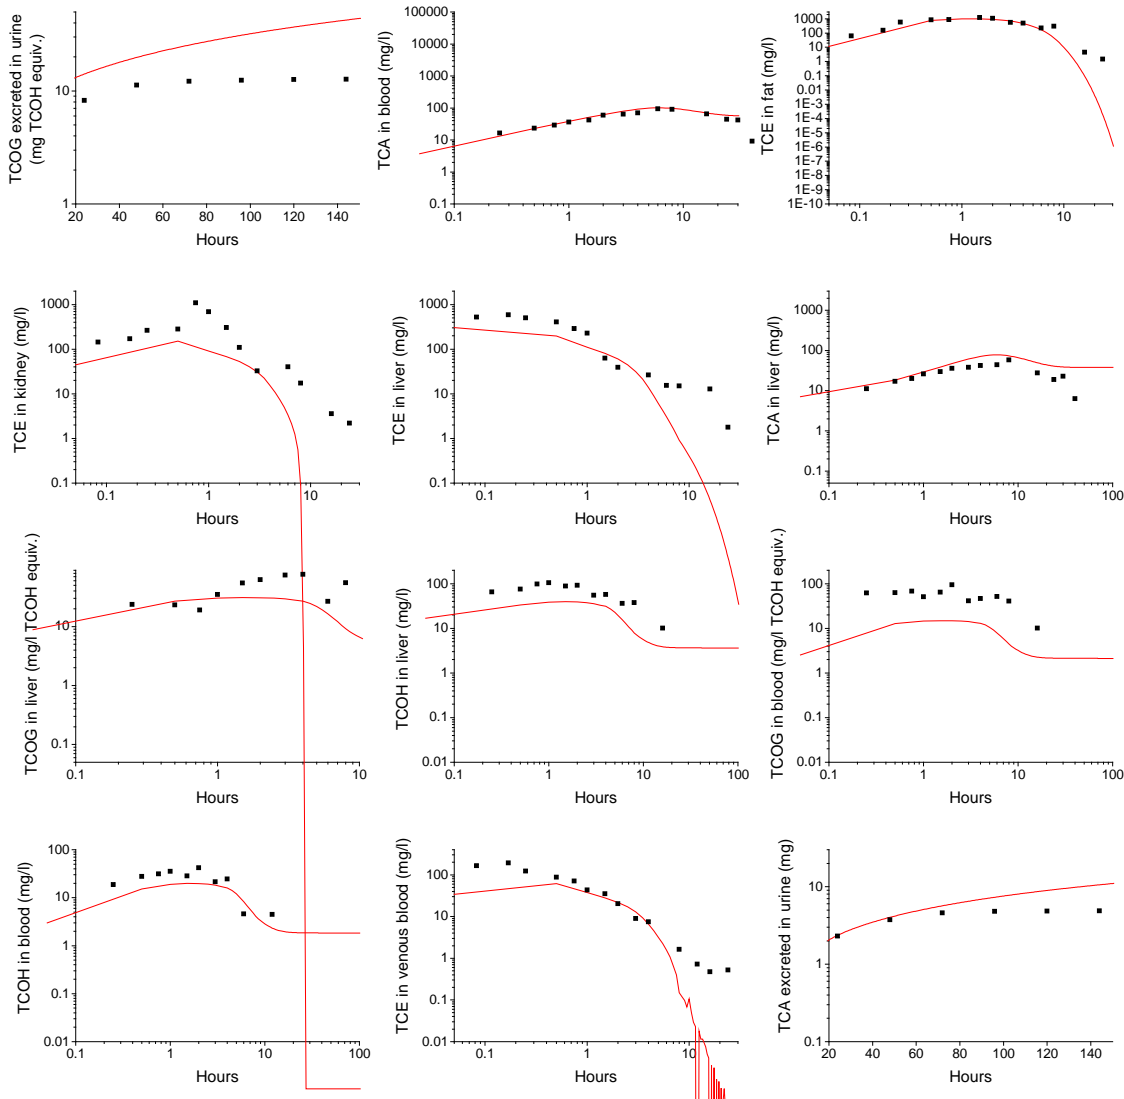 TCOG excreted in urine
(mg TCOH equiv.)
10
1
20 40 60 80 100 120 140
Hours
TCA in blood (mg/l)
100000
10000
1000
100
10
1
0.1
0.1 1 10
Hours
TCE in fat (mg/l)
1000
100
10
1
0.1
0.01
1E-3
1E-4
1E-5
1E-6
1E-7
1E-8
1E-9
1E-10
0.1 1 10
Hours
TCE in kidney (mg/l)
1000
100
10
1
0.1
0.1 1 10
Hours
TCE in liver (mg/l)
1000
100
10
1
0.1
0.1 1 10
Hours
TCA in liver (mg/l)
1000
100
10
1
0.1
0.1 1 10 100
Hours
TCOG in liver (mg/l TCOH equiv.)
10
1
0.1
0.1 1 10
Hours
TCOH in liver (mg/l)
100
10
1
0.1
0.01
0.1 1 10 100
Hours
TCOG in blood (mg/l TCOH equiv.)
100
10
1
0.1
0.01
0.1 1 10 100
Hours
TCOH in blood (mg/l)
100
10
1
0.1
0.01
0.1 1 10 100
Hours
TCE in venous blood (mg/l)
100
10
1
0.1
0.01
0.1 1 10
Hours
TCA excreted in urine (mg)
10
1
0.1
20 40 60 80 100 120 140
Hours